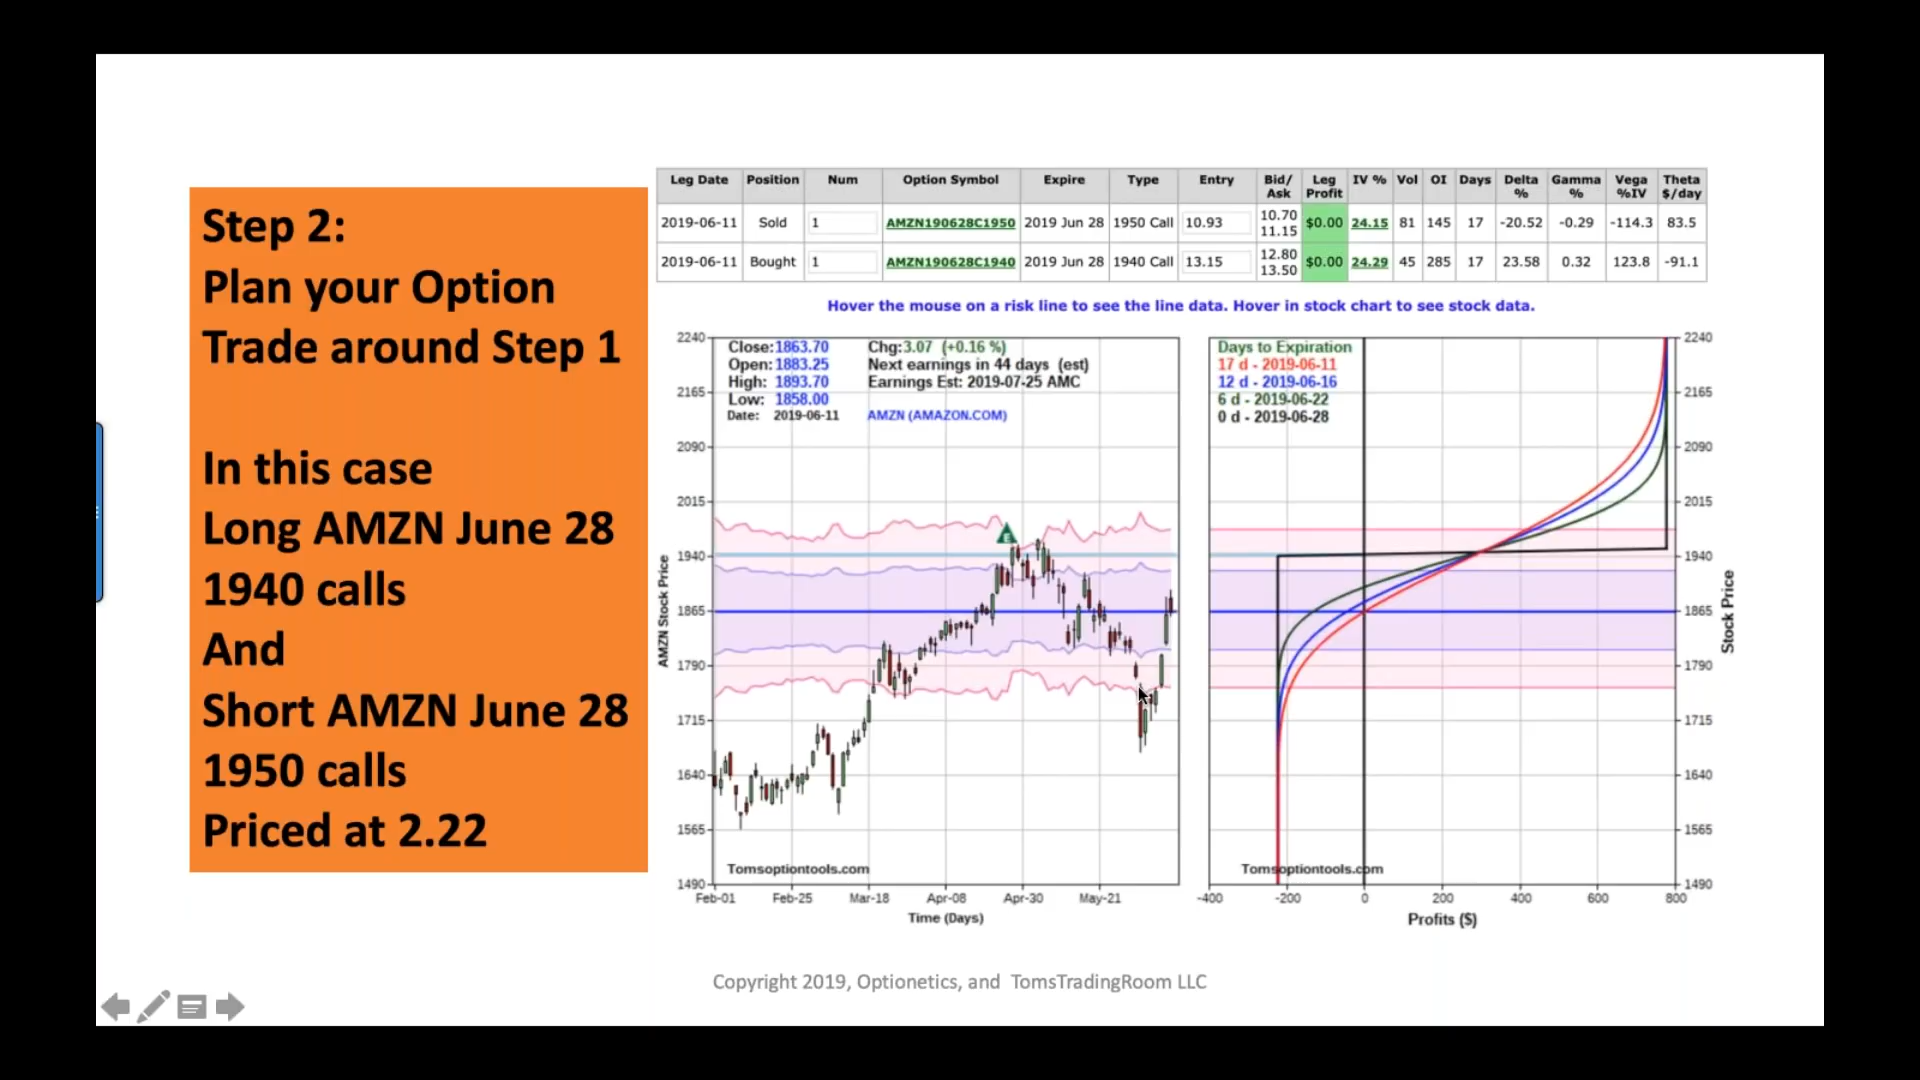 Step 2:
Plan your Option
Trade around Step 1
In this case
Long AMZN June 28
1940 calls
And
Short AMZN June 28
1950 calls
Priced at 2.22
Leg Date Position Num Option Symbol Expire Type Entry Bid/ Ask Leg Profit IV % Vol OI Days Delta % Gamma % Vega %IV Theta $/day
2019-06-11 Sold 1 AMZN190628C1950 2019 Jun 28 1950 Call 10.93 10.70 11.15 $0.00 24.15 81 145 17 -20.52 -0.29 -114.3 83.5
2019-06-11 Bought 1 AMZN190628C1940 2019 Jun 28 1940 Call 13.15 12.80 13.50 $0.00 24.29 45 285 17 23.58 0.32 123.8 -91.1
Hover the mouse on a risk line to see the line data. Hover in stock chart to see stock data.
Close: 1863.70 Chg: 3.07 (+0.16 %)
Open: 1883.25 Next earnings in 44 days (est)
High: 1893.70 Earnings Est: 2019-07-25 AMC
Low: 1858.00
Date: 2019-06-11 AMZN (AMAZON.COM)
2240
2165
2090
2015
1940
1865
1790
1715
1640
1565
1490
AMZN Stock Price
E
Tomsoptiontools.com
Feb-01 Feb-25 Mar-18 Apr-08 Apr-30 May-21
Time (Days)
Days to Expiration
17 d - 2019-06-11
12 d - 2019-06-16
6 d - 2019-06-22
0 d - 2019-06-28
Tomsoptiontools.com
2240
2165
2090
2015
1940
1865
1790
1715
1640
1565
1490
Stock Price
-400 -200 0 200 400 600 800
Profits ($)
Copyright 2019, Optionetics, and TomsTradingRoom LLC